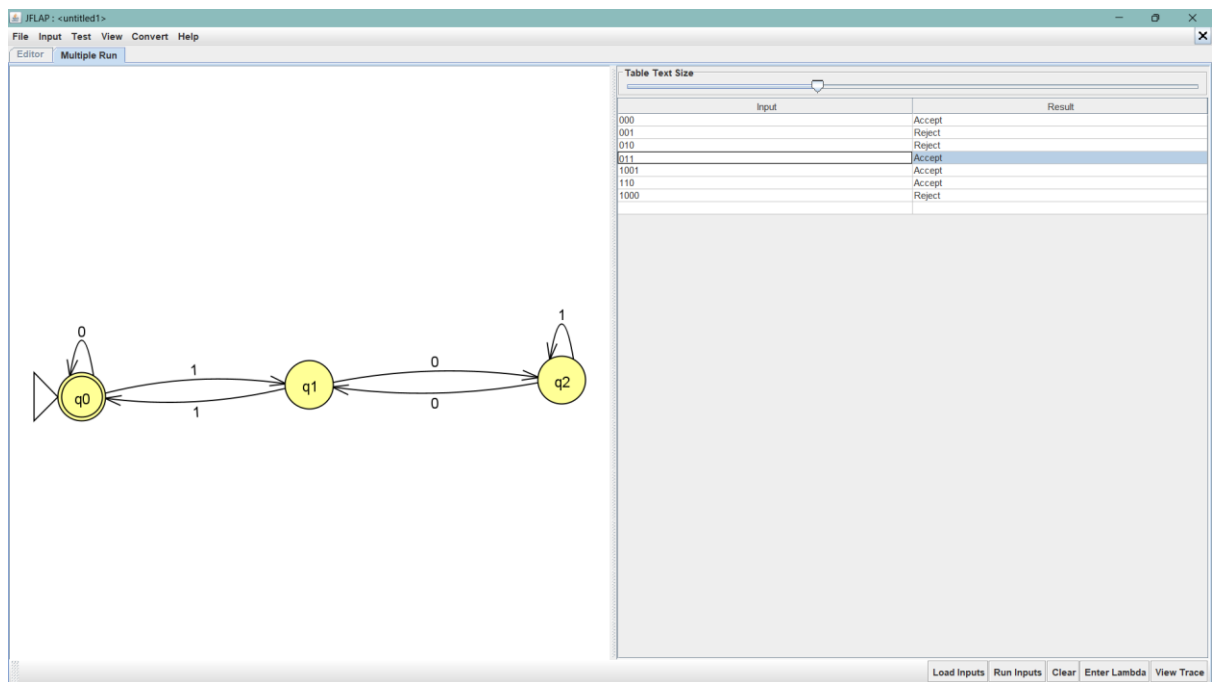 JFLAP : <untitled1>
File Input Test View Convert Help
Editor Multiple Run
Table Text Size
Input Result
000 Accept
001 Reject
010 Reject
011 Accept
1001 Accept
110 Accept
1000 Reject
0
1
q0
1
q1
0
0
1
q2
Load Inputs Run Inputs Clear Enter Lambda View Trace